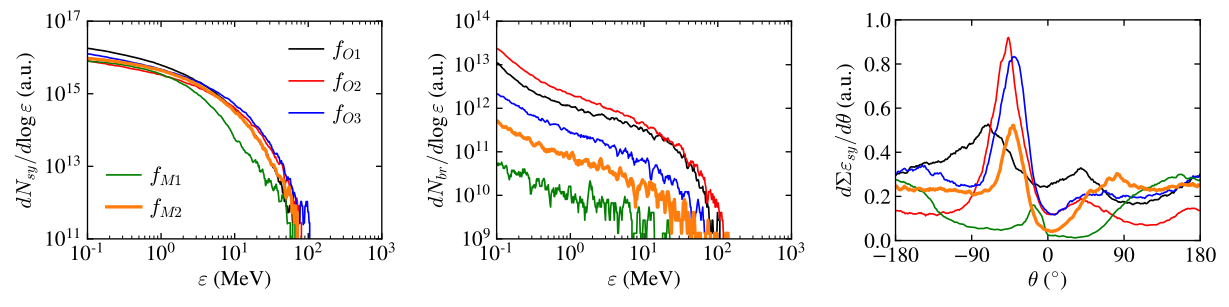 10^17
10^15
10^13
10^11
dN_sy/dlog ε (a.u.)
f_O1
f_O2
f_O3
f_M1
f_M2
10^-1 10^0 10^1 10^2 10^3
ε (MeV)
10^14
10^13
10^12
10^11
10^10
10^9
dN_br/dlog ε (a.u.)
10^-1 10^0 10^1 10^2 10^3
ε (MeV)
1.0
0.8
0.6
0.4
0.2
0.0
dΣε_sy/dθ (a.u.)
−180 −90 0 90 180
θ (°)